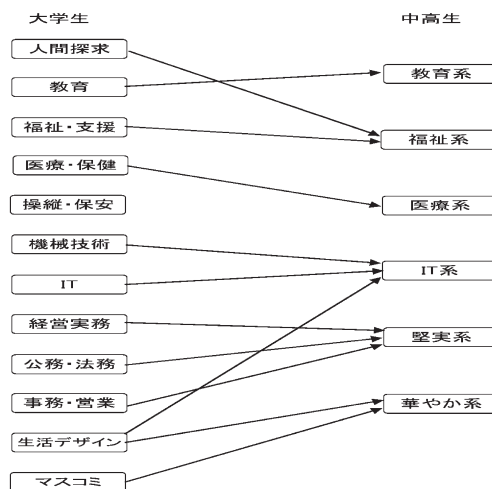 大学生
中高生
人間探求
教育
福祉・支援
医療・保健
操縦・保安
機械技術
IT
経営実務
公務・法務
事務・営業
生活デザイン
マスコミ
教育系
福祉系
医療系
IT系
堅実系
華やか系